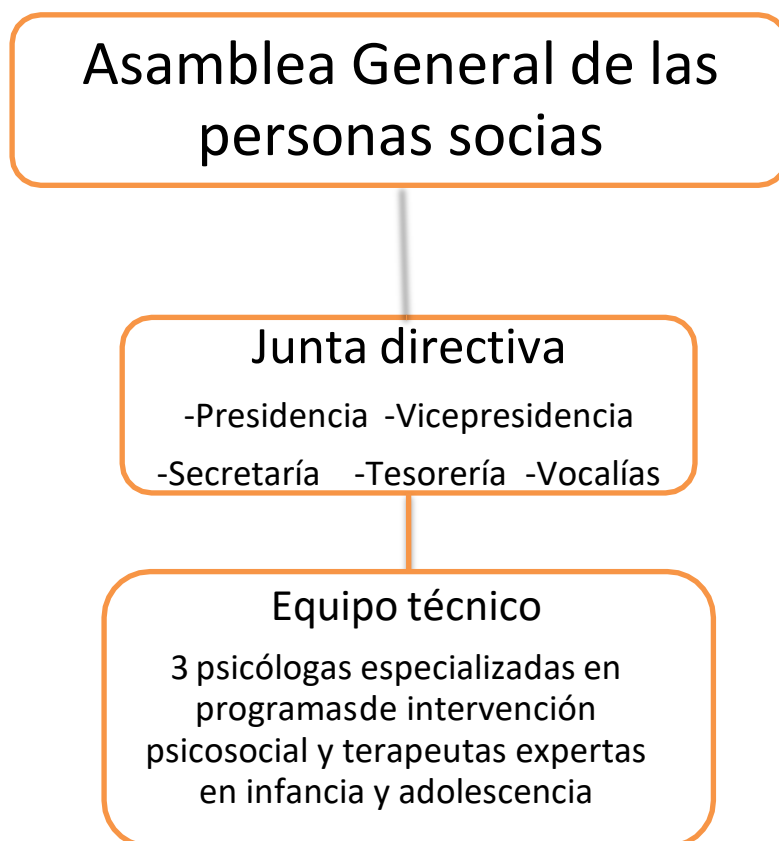 Asamblea General de las
personas socias
Junta directiva
-Presidencia -Vicepresidencia
-Secretaría -Tesorería -Vocalías
Equipo técnico
3 psicólogas especializadas en
programasde intervención
psicosocial y terapeutas expertas
en infancia y adolescencia